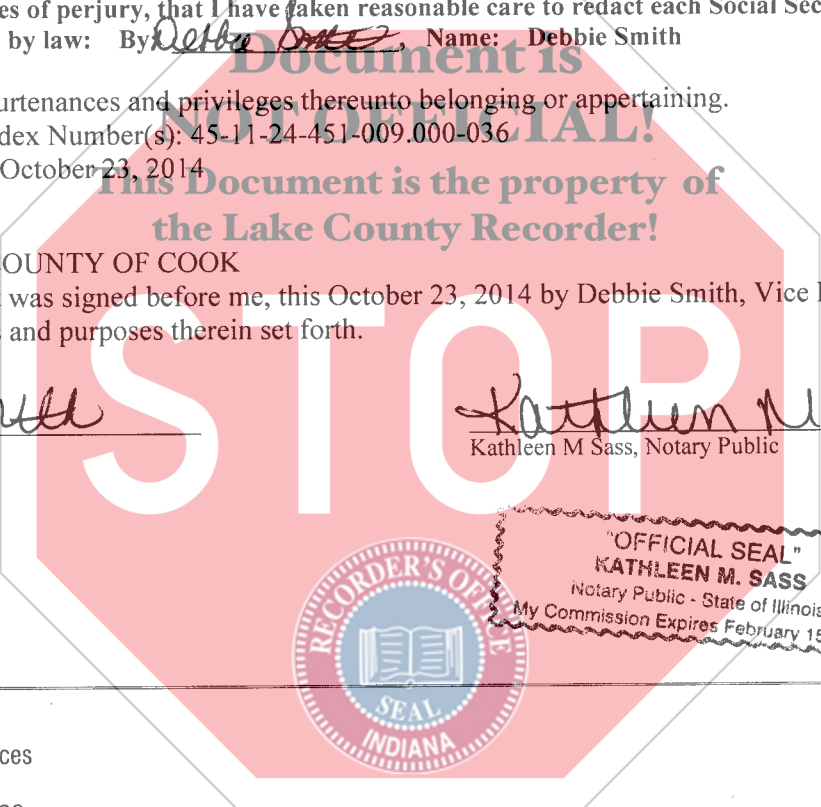 es of perjury, that I have taken reasonable care to redact each Social Sec
by law: By Debbie Smith, Name: Debbie Smith
Document is
urtenances and privileges thereunto belonging or appertaining.
NOT OFFICIAL!
dex Number(s): 45-11-24-451-009.000-036
October 23, 2014
This Document is the property of
the Lake County Recorder!
OUNTY OF COOK
was signed before me, this October 23, 2014 by Debbie Smith, Vice
s and purposes therein set forth.
STOP
Kathleen M
Kathleen M Sass, Notary Public
"OFFICIAL SEAL"
KATHLEEN M. SASS
Notary Public - State of Illinois
My Commission Expires February 15
RECORDER'S OFFICE
SEAL
INDIANA
ces